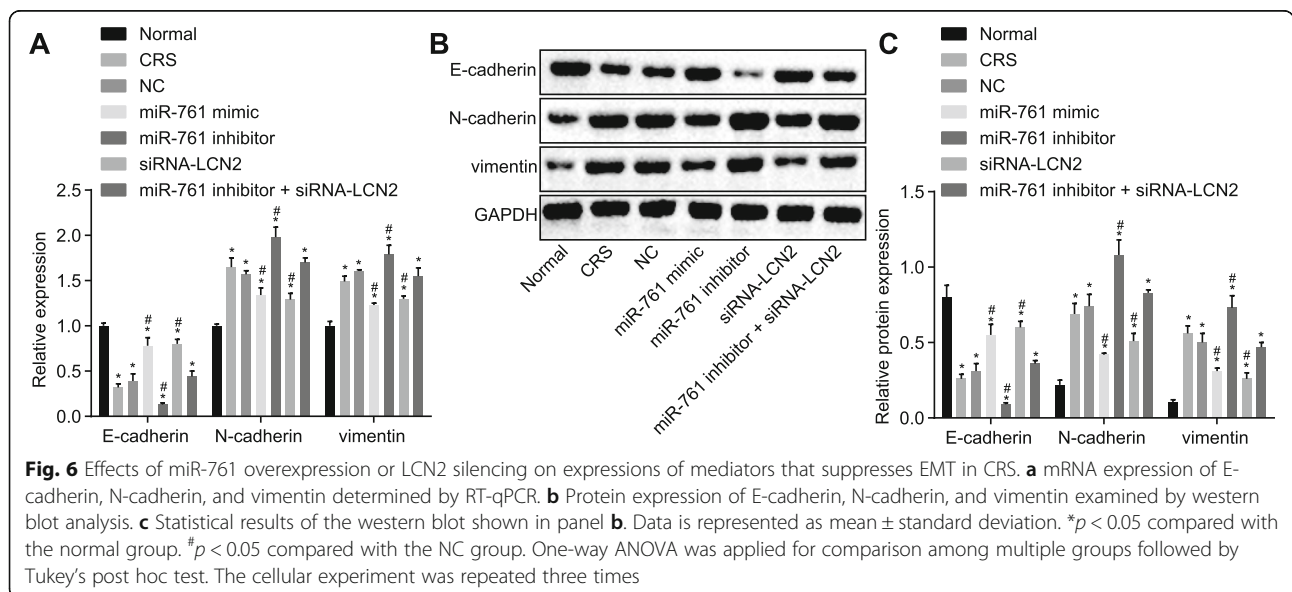 A
Normal
CRS
NC
miR-761 mimic
miR-761 inhibitor
siRNA-LCN2
miR-761 inhibitor + siRNA-LCN2
Relative expression
2.5
2.0
1.5
1.0
0.5
0.0
* * # * # * # * *
* * # * # * # * *
* * # * # * # * *
E-cadherin N-cadherin vimentin
B
E-cadherin
N-cadherin
vimentin
GAPDH
Normal
CRS
NC
miR-761 mimic
miR-761 inhibitor
siRNA-LCN2
miR-761 inhibitor + siRNA-LCN2
C
Normal
CRS
NC
miR-761 mimic
miR-761 inhibitor
siRNA-LCN2
miR-761 inhibitor + siRNA-LCN2
Relative protein expression
1.5
1.0
0.5
0.0
* * # * # * # * *
* * # * # * # * *
* * # * # * # * *
E-cadherin N-cadherin vimentin
Fig. 6 Effects of miR-761 overexpression or LCN2 silencing on expressions of mediators that suppresses EMT in CRS. a mRNA expression of E-
cadherin, N-cadherin, and vimentin determined by RT-qPCR. b Protein expression of E-cadherin, N-cadherin, and vimentin examined by western
blot analysis. c Statistical results of the western blot shown in panel b. Data is represented as mean ± standard deviation. *p < 0.05 compared with
the normal group. #p < 0.05 compared with the NC group. One-way ANOVA was applied for comparison among multiple groups followed by
Tukey's post hoc test. The cellular experiment was repeated three times